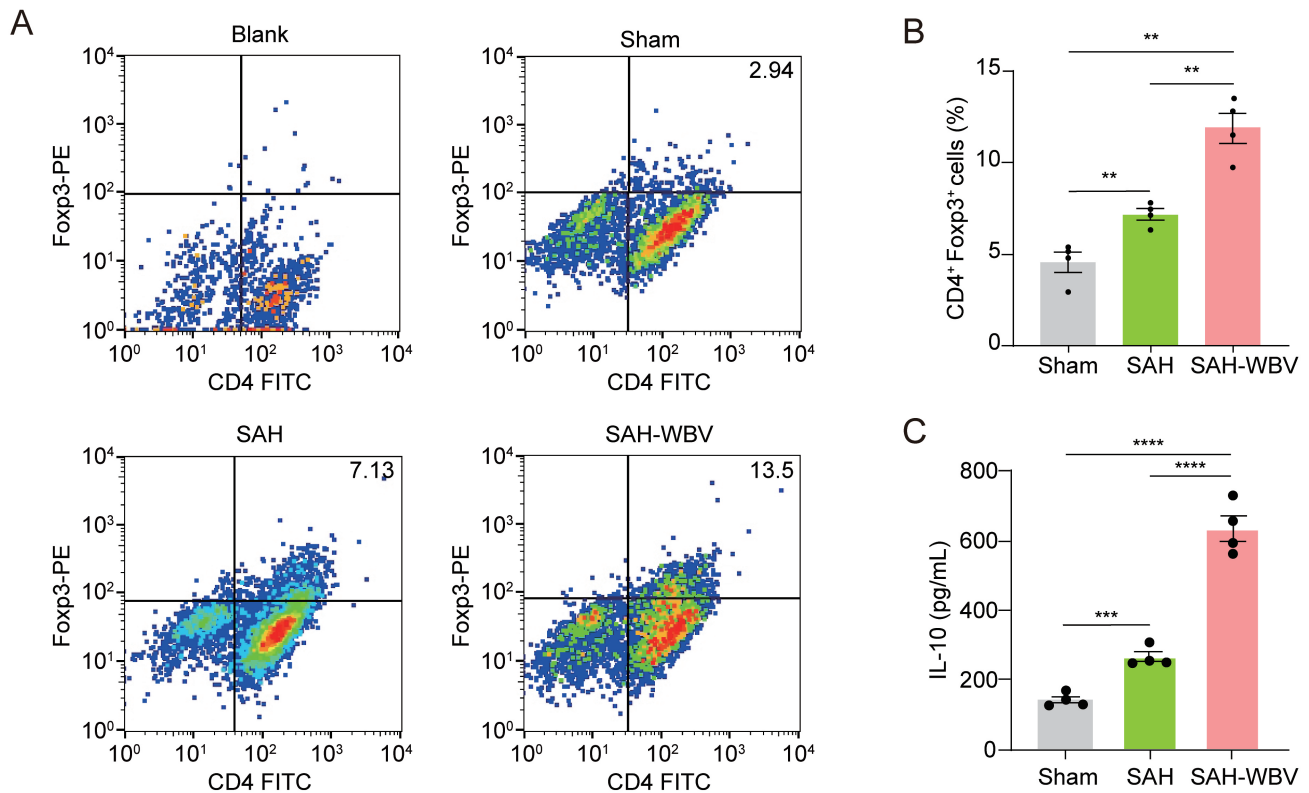 A
Blank
10⁴
10³
10²
10¹
10⁰
Foxp3-PE
10⁰ 10¹ 10² 10³ 10⁴
CD4 FITC
Sham
2.94
10⁴
10³
10²
10¹
10⁰
Foxp3-PE
10⁰ 10¹ 10² 10³ 10⁴
CD4 FITC
SAH
7.13
10⁴
10³
10²
10¹
10⁰
Foxp3-PE
10⁰ 10¹ 10² 10³ 10⁴
CD4 FITC
SAH-WBV
13.5
10⁴
10³
10²
10¹
10⁰
Foxp3-PE
10⁰ 10¹ 10² 10³ 10⁴
CD4 FITC
B
**
**
**
15
10
5
0
CD4⁺ Foxp3⁺ cells (%)
Sham SAH SAH-WBV
C
****
****
***
800
600
400
200
0
IL-10 (pg/mL)
Sham SAH SAH-WBV